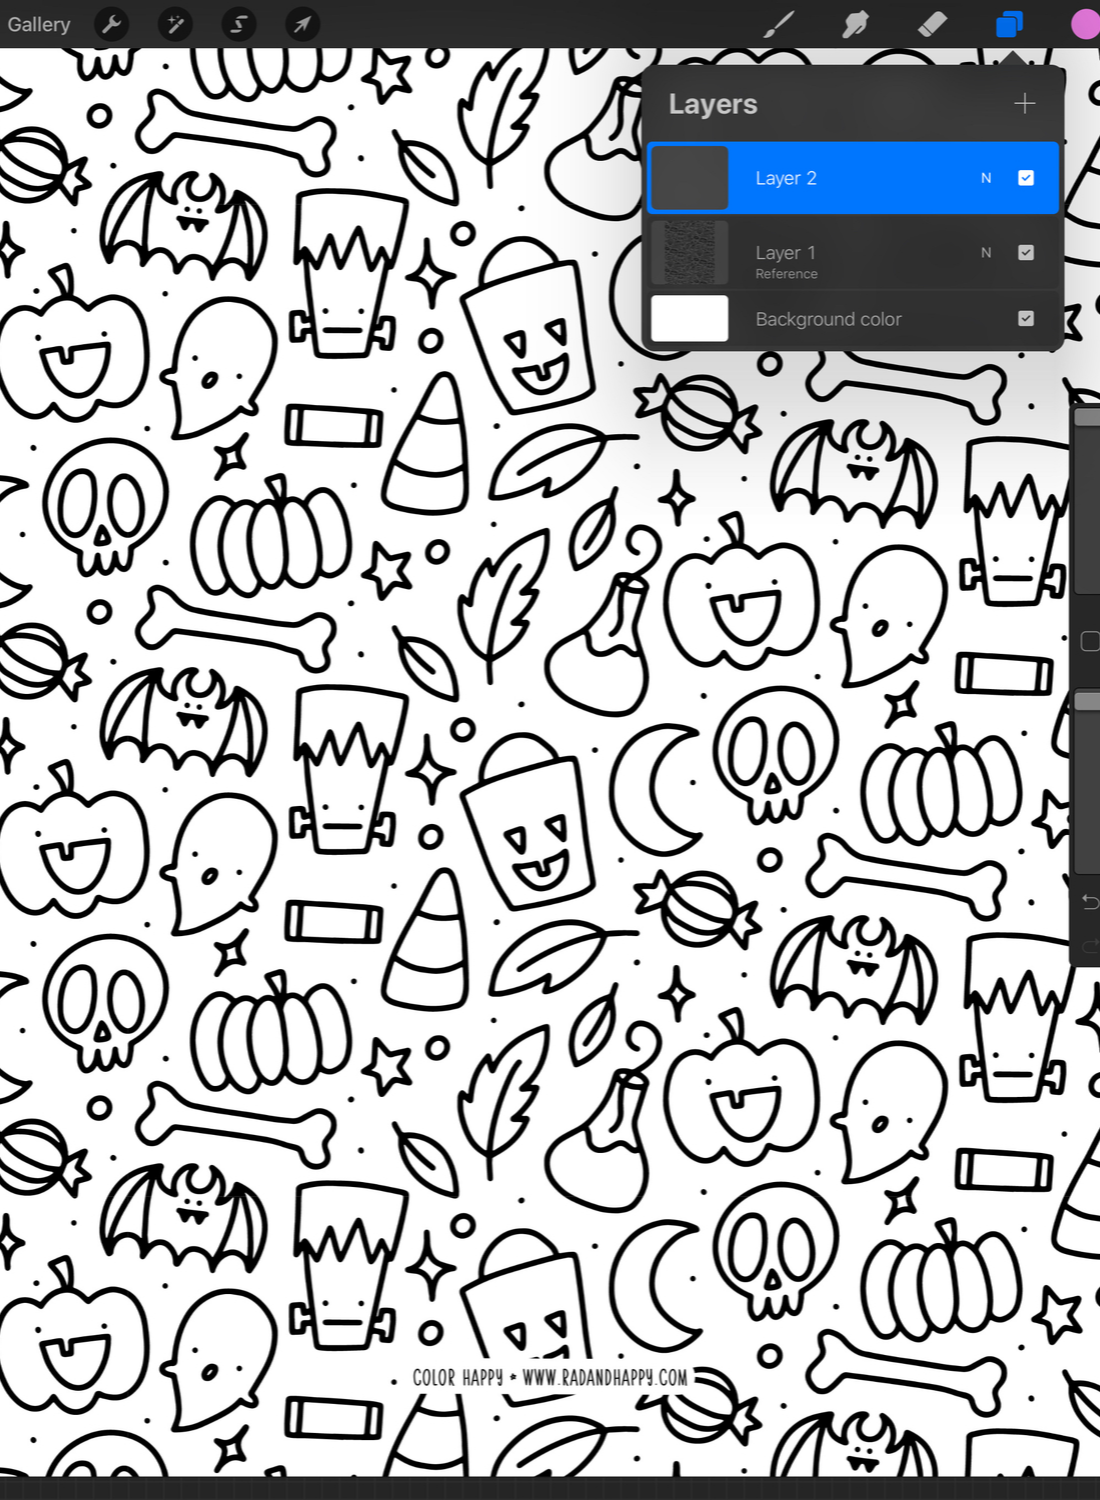 Gallery
Layers
Layer 2 N
Layer 1 N
Reference
Background color
COLOR HAPPY * WWW.RADANDHAPPY.COM